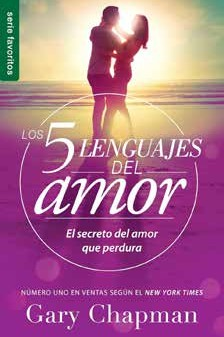 serie favoritos
LOS
5 LENGUAJES
DEL
amor
El secreto del amor
que perdura
NÚMERO UNO EN VENTAS SEGÚN EL NEW YORK TIMES
Gary Chapman